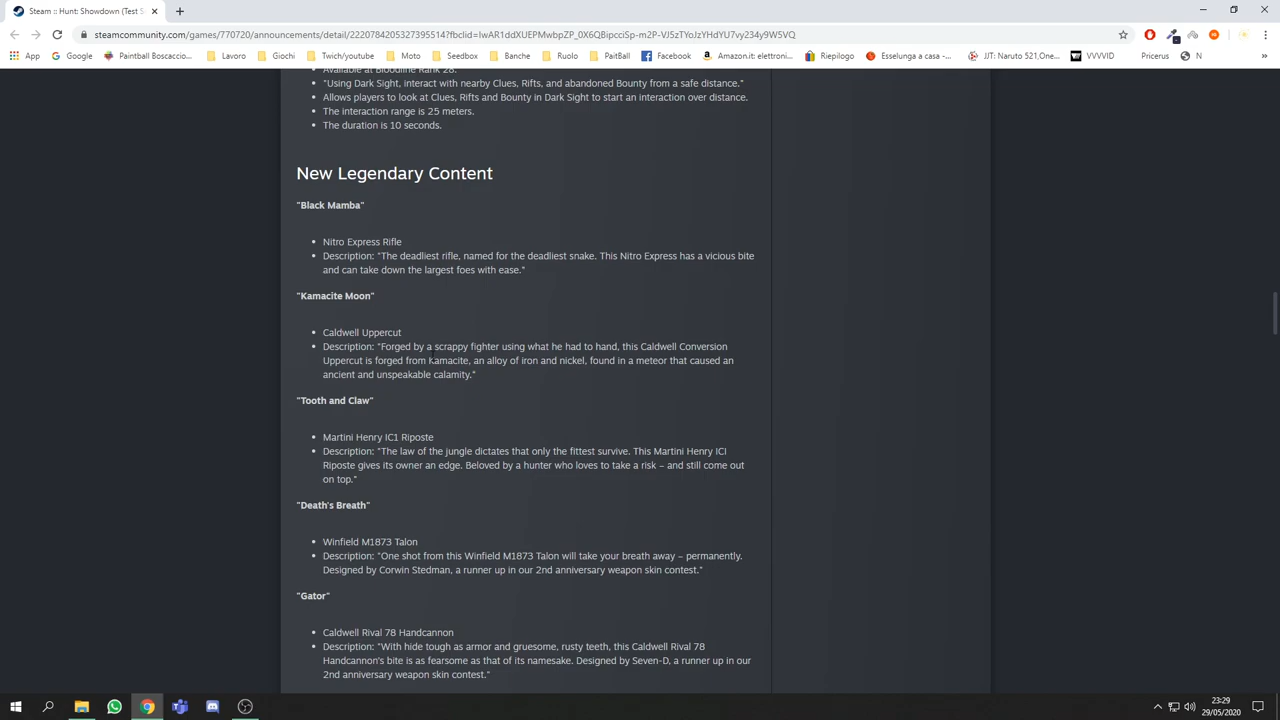 Steam :: Hunt: Showdown (Test S
steamcommunity.com/games/770720/announcements/detail/2220784205327395514?fbclid=IwAR1ddXUEPMwbpZP_0X6QBipcciSp-m2P-VJ5zTYoJzYHdYU7vy234y9W5VQ
App Google Paintball Boscaccio... Lavoro Giochi Twich/youtube Moto Seedbox Banche Ruolo PaitBall Facebook Amazon.it: elettroni... Riepilogo Esselunga a casa -... JJT: Naruto 521,One... VVVVID Pricerus N »
Available at Bloodline Rank 28.
"Using Dark Sight, interact with nearby Clues, Rifts, and abandoned Bounty from a safe distance."
Allows players to look at Clues, Rifts and Bounty in Dark Sight to start an interaction over distance.
The interaction range is 25 meters.
The duration is 10 seconds.
New Legendary Content
"Black Mamba"
Nitro Express Rifle
Description: "The deadliest rifle, named for the deadliest snake. This Nitro Express has a vicious bite
and can take down the largest foes with ease."
"Kamacite Moon"
Caldwell Uppercut
Description: "Forged by a scrappy fighter using what he had to hand, this Caldwell Conversion
Uppercut is forged from kamacite, an alloy of iron and nickel, found in a meteor that caused an
ancient and unspeakable calamity."
"Tooth and Claw"
Martini Henry IC1 Riposte
Description: "The law of the jungle dictates that only the fittest survive. This Martini Henry ICI
Riposte gives its owner an edge. Beloved by a hunter who loves to take a risk – and still come out
on top."
"Death's Breath"
Winfield M1873 Talon
Description: "One shot from this Winfield M1873 Talon will take your breath away – permanently.
Designed by Corwin Stedman, a runner up in our 2nd anniversary weapon skin contest."
"Gator"
Caldwell Rival 78 Handcannon
Description: "With hide tough as armor and gruesome, rusty teeth, this Caldwell Rival 78
Handcannon's bite is as fearsome as that of its namesake. Designed by Seven-D, a runner up in our
2nd anniversary weapon skin contest."
23:29
29/05/2020